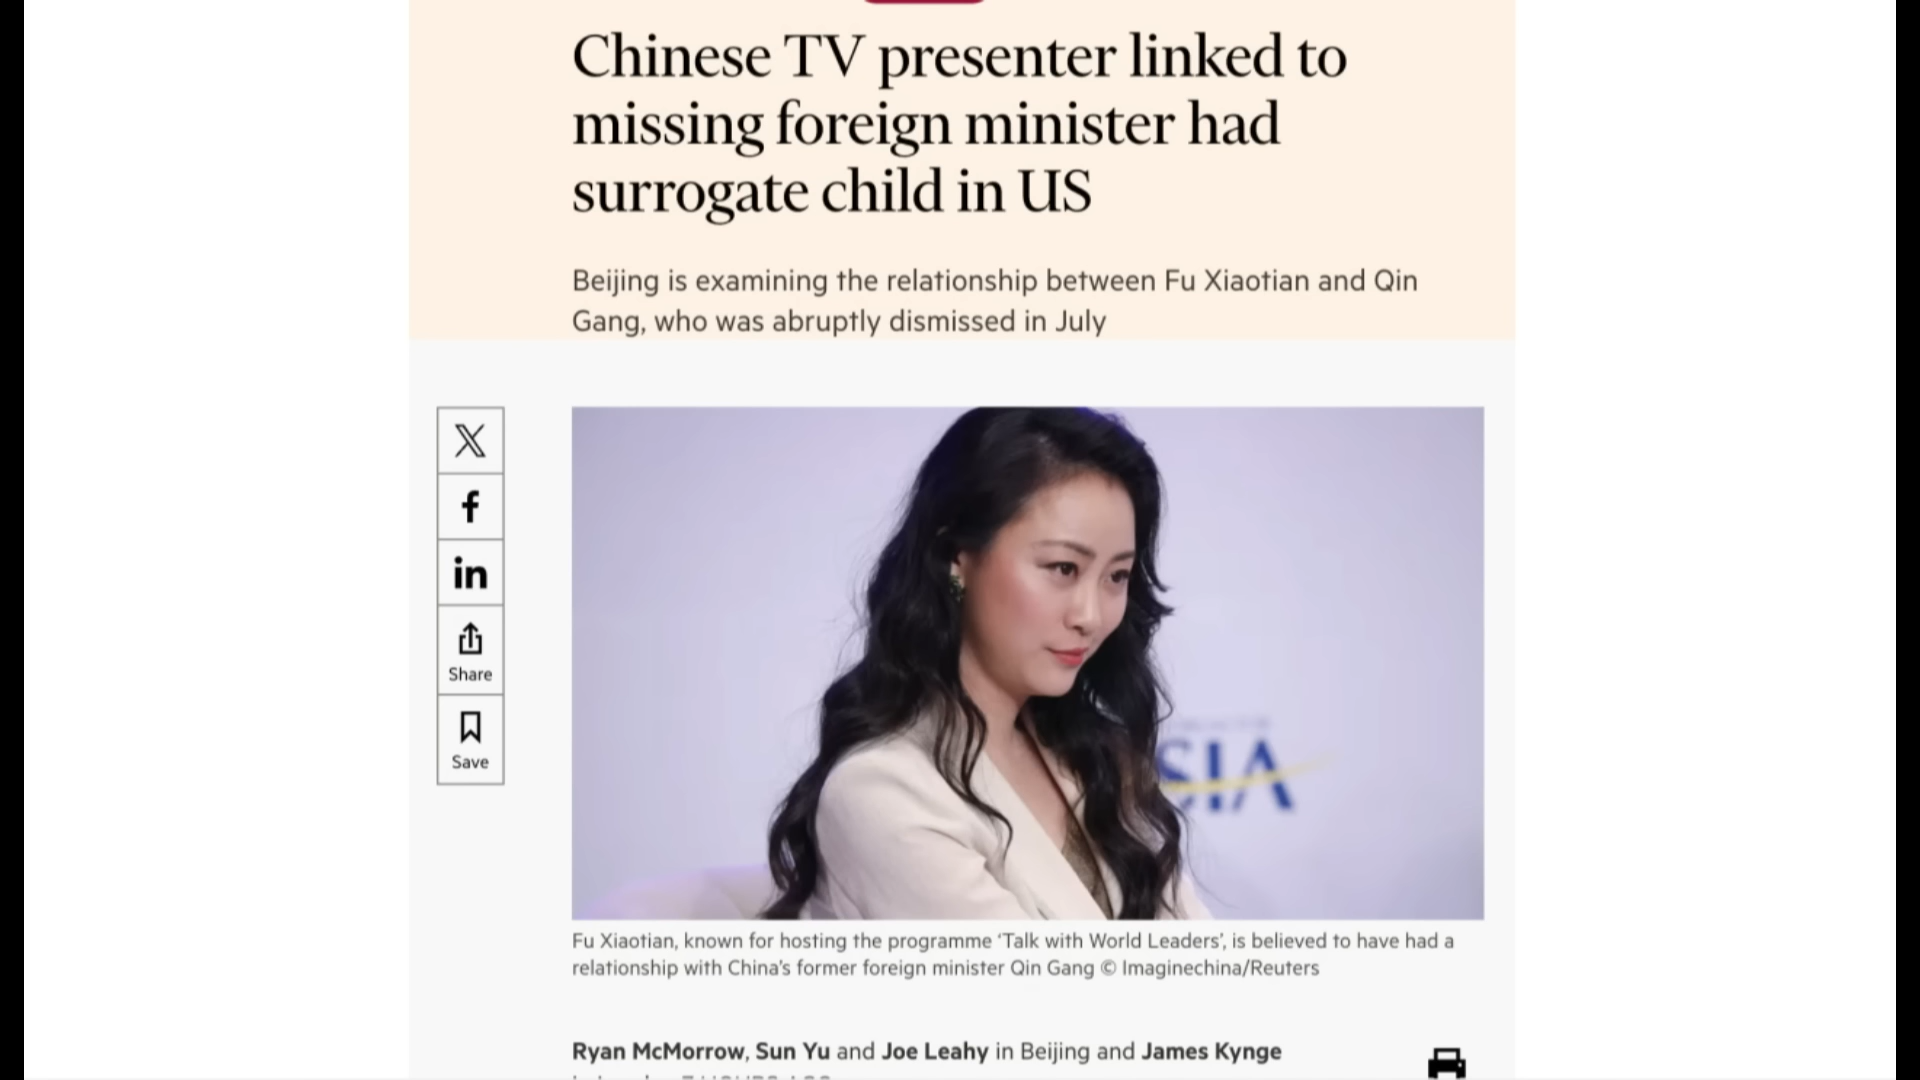 Chinese TV presenter linked to
missing foreign minister had
surrogate child in US
Beijing is examining the relationship between Fu Xiaotian and Qin
Gang, who was abruptly dismissed in July
Share
Save
SIA
Fu Xiaotian, known for hosting the programme ‘Talk with World Leaders’, is believed to have had a
relationship with China’s former foreign minister Qin Gang © Imaginechina/Reuters
Ryan McMorrow, Sun Yu and Joe Leahy in Beijing and James Kynge